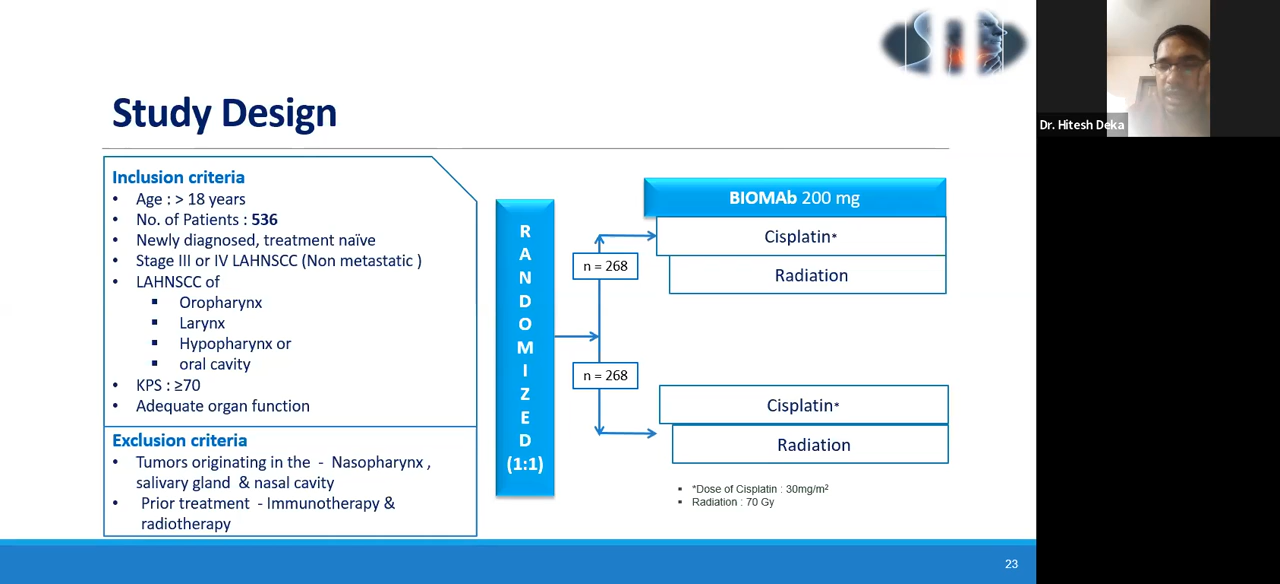 Study Design
Inclusion criteria
• Age : > 18 years
• No. of Patients : 536
• Newly diagnosed, treatment naïve
• Stage III or IV LAHNSCC (Non metastatic )
• LAHNSCC of
▪ Oropharynx
▪ Larynx
▪ Hypopharynx or
▪ oral cavity
• KPS : ≥70
• Adequate organ function
Exclusion criteria
• Tumors originating in the - Nasopharynx ,
salivary gland & nasal cavity
• Prior treatment - Immunotherapy &
radiotherapy
R
A
N
D
O
M
I
Z
E
D
(1:1)
n = 268
n = 268
BIOMAb 200 mg
Cisplatin*
Radiation
Cisplatin*
Radiation
▪ *Dose of Cisplatin : 30mg/m²
▪ Radiation : 70 Gy
23
Dr. Hitesh Deka